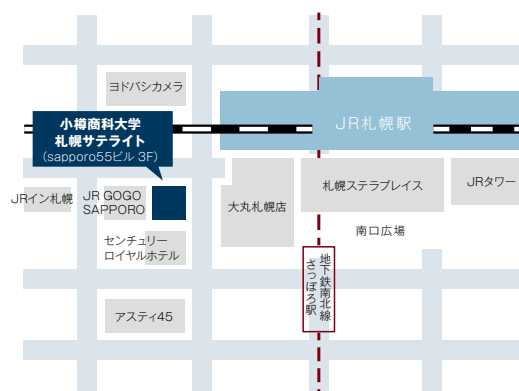 ヨドバシカメラ
小樽商科大学
札幌サテライト
(sapporo55ビル 3F)
JR札幌駅
JRイン札幌
JR GOGO
SAPPORO
大丸札幌店
札幌ステラプレイス
JRタワー
南口広場
センチュリー
ロイヤルホテル
地下鉄南北線
さっぽろ駅
アスティ45